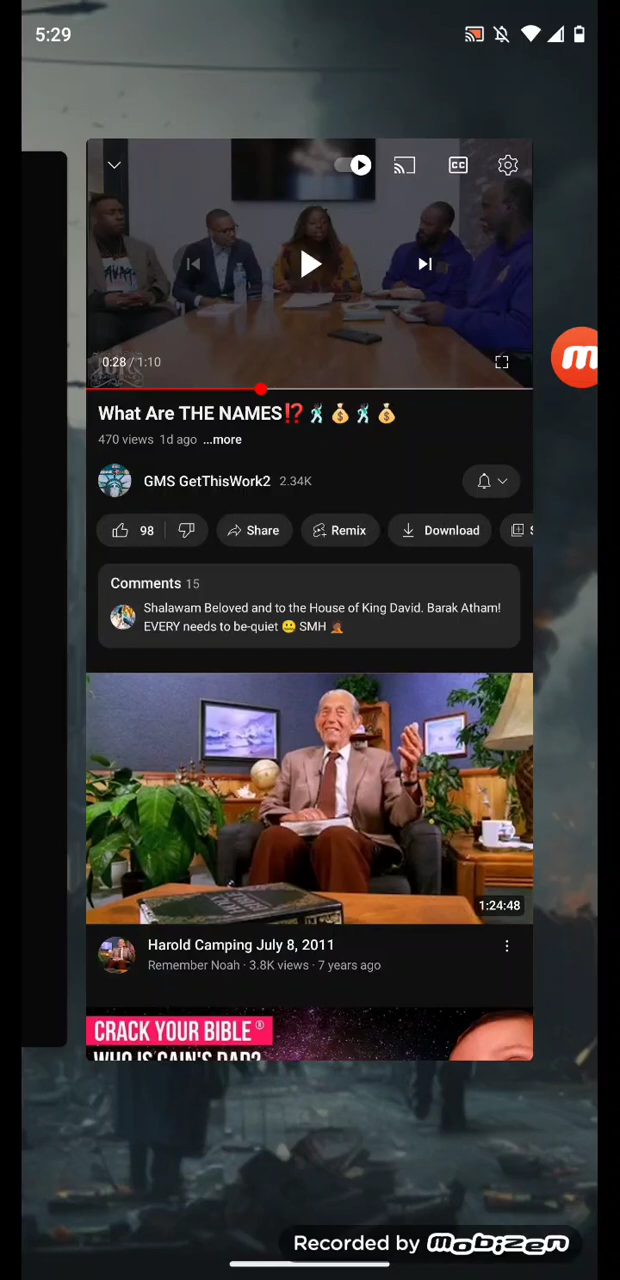 5:29
CC
0:28 / 1:10
What Are THE NAMES⁉️🕺🏿💰🕺🏿💰
470 views 1d ago ...more
GMS GetThisWork2 2.34K
98 Share Remix Download
Comments 15
Shalawam Beloved and to the House of King David. Barak Atham!
EVERY needs to be-quiet 🤐 SMH 🤦🏾
1:24:48
Harold Camping July 8, 2011
Remember Noah · 3.8K views · 7 years ago
CRACK YOUR BIBLE®
WHO IS CAIN'S DAD?
Recorded by Mobizen